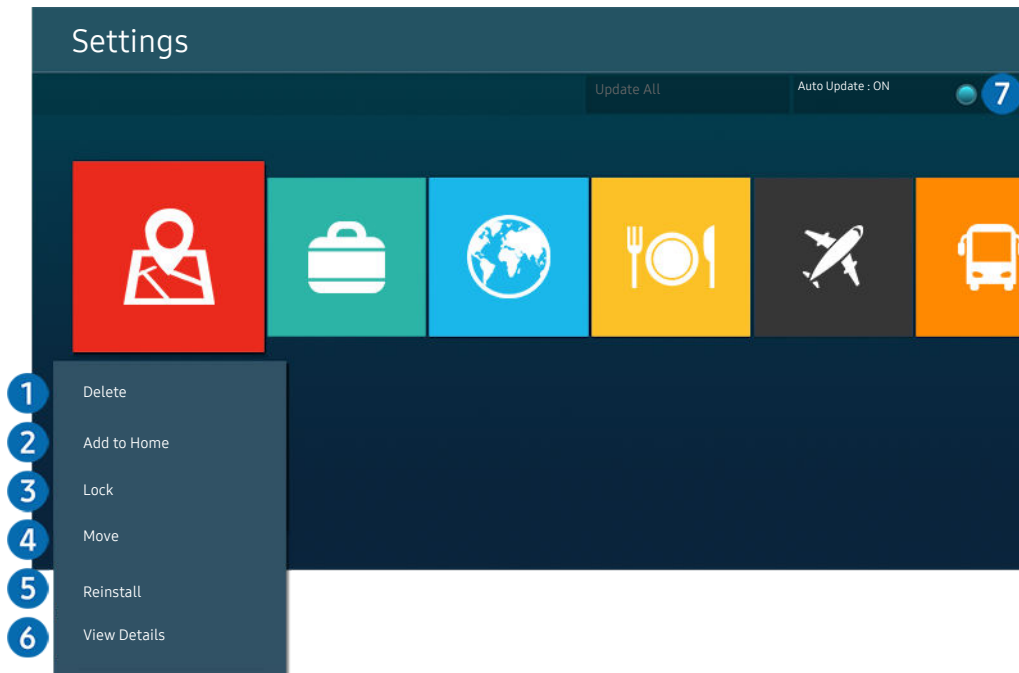 Settings
Update All
Auto Update : ON
7
1 Delete
2 Add to Home
3 Lock
4 Move
5 Reinstall
6 View Details